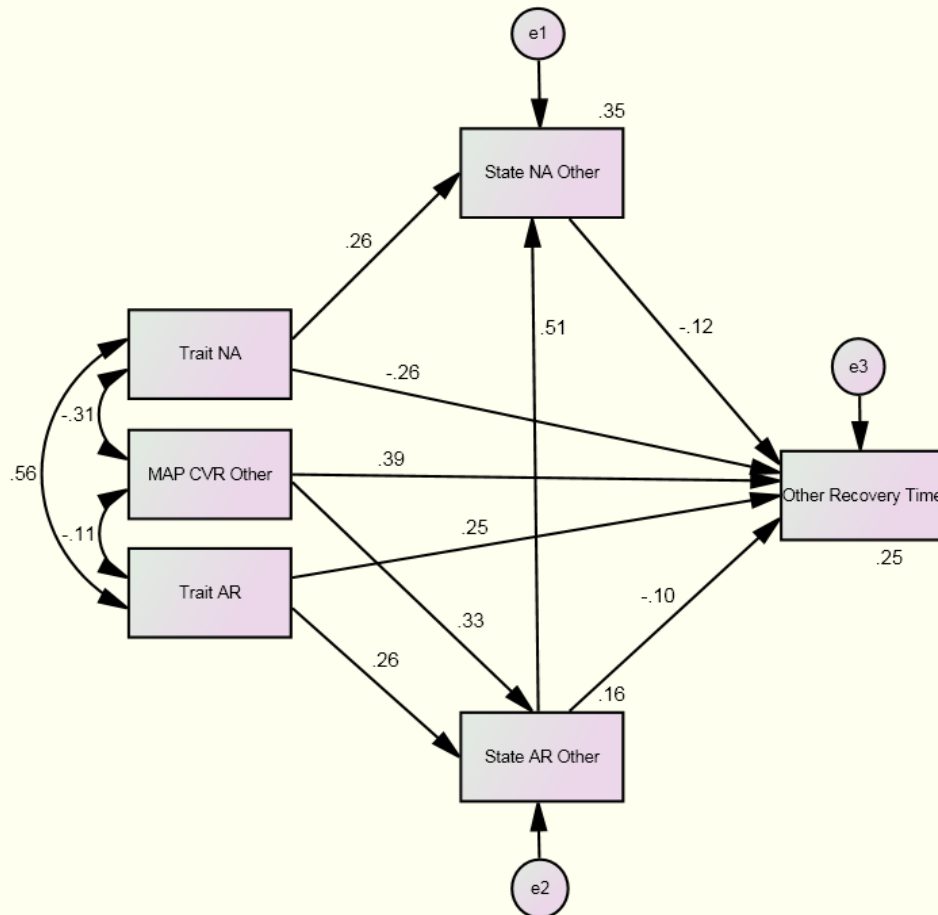 e1
.35
State NA Other
.26
Trait NA
.51
-.12
e3
-.26
-.31
.39
MAP CVR Other
.56
Other Recovery Time
-.11
.25
.25
Trait AR
-.10
.33
.26
.16
State AR Other
e2